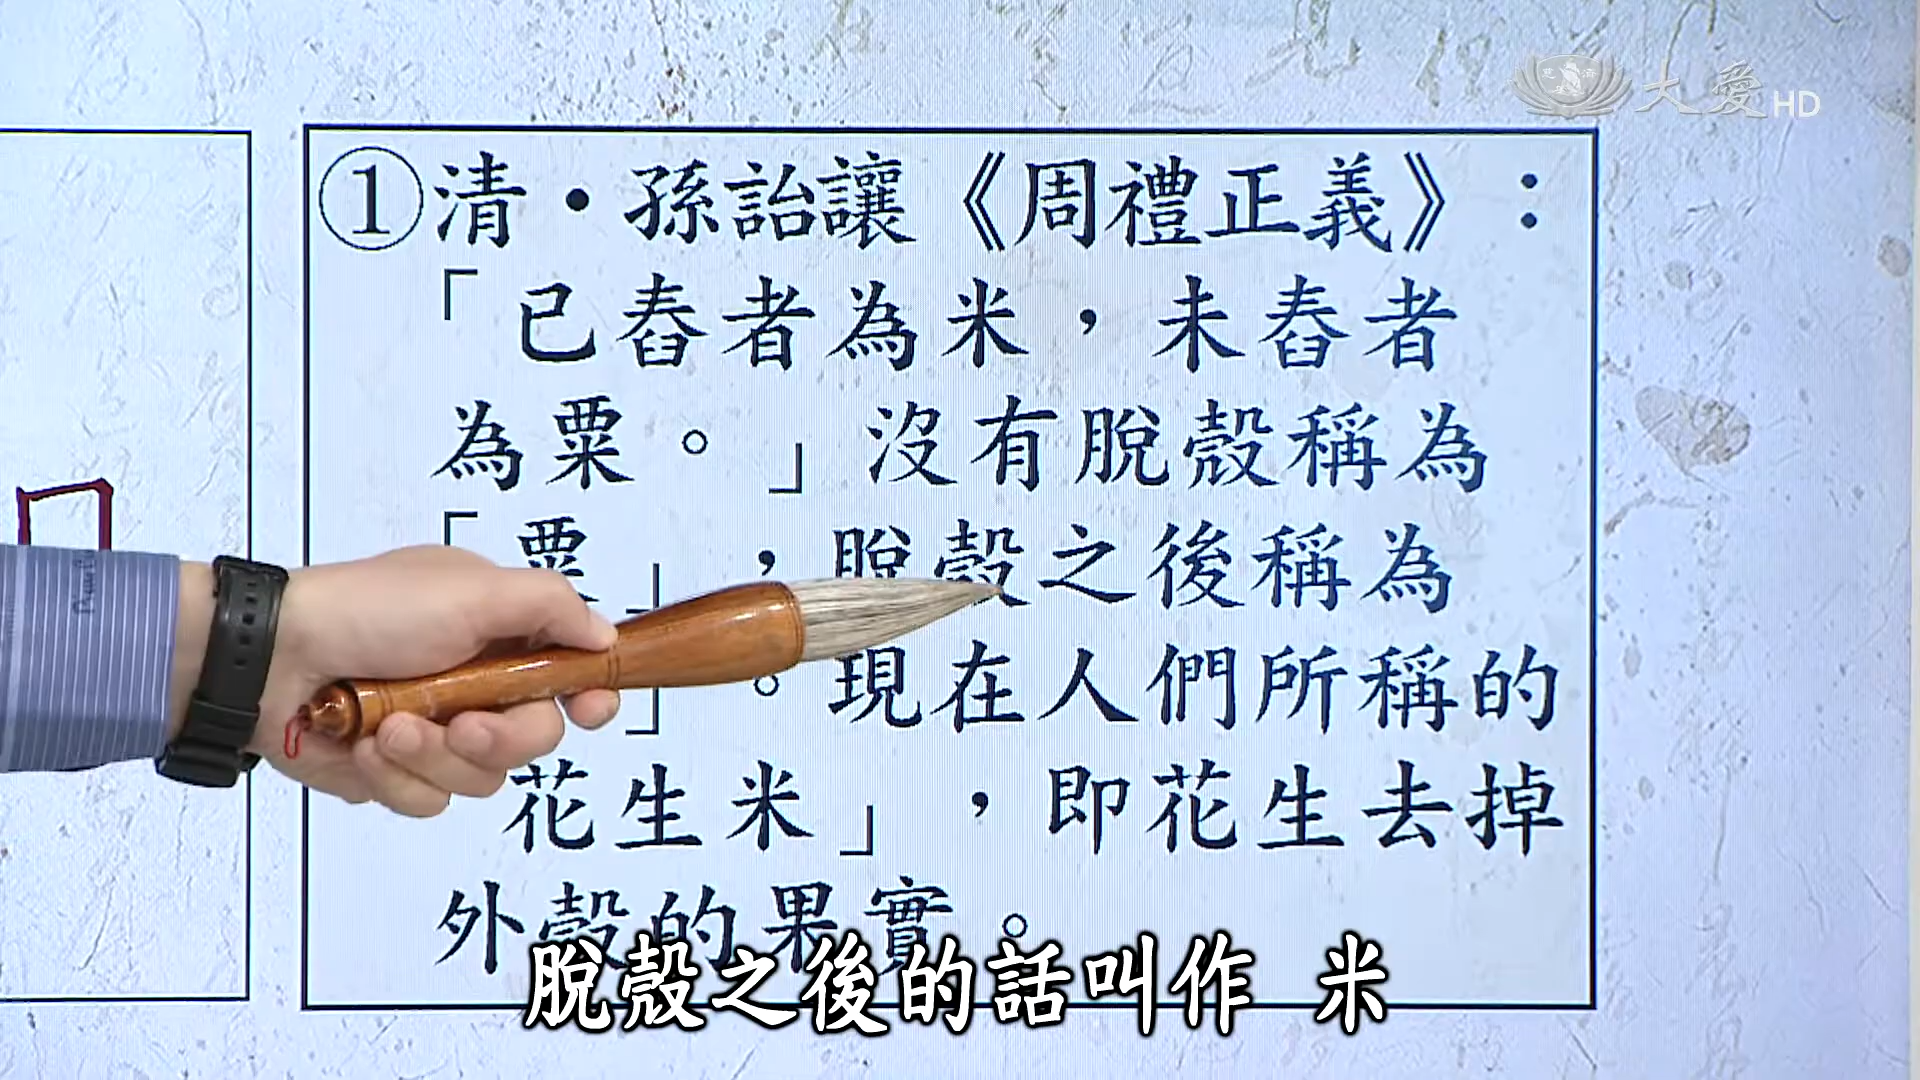 大愛HD
①清・孫詒讓《周禮正義》：
「已舂者為米，未舂者
為粟。」沒有脫殼稱為
「粟」，脫殼之後稱為
」。現在人們所稱的
花生米」，即花生去掉
外殼的果實。
脫殼之後的話叫作 米